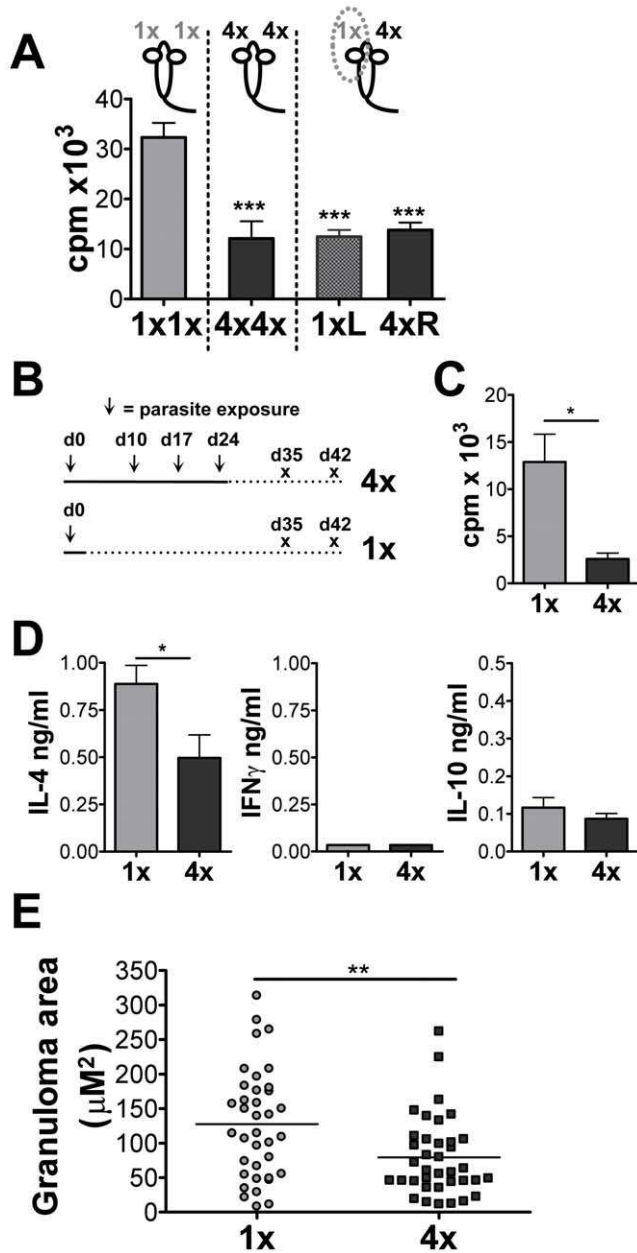 1x 1x 4x 4x 1x 4x
A
cpm x10³
40
30
20
10
0
*** *** ***
1x1x 4x4x 1xL 4xR
B
↓ = parasite exposure
d0 d10 d17 d24 d35 d42
x x
4x
d0 d35 d42
x x
1x
C
cpm x 10³
20
15
10
5
0
*
1x 4x
D
IL-4 ng/ml
1.00
0.75
0.50
0.25
0.00
*
1x 4x
IFNγ ng/ml
1.00
0.75
0.50
0.25
0.00
1x 4x
IL-10 ng/ml
0.5
0.4
0.3
0.2
0.1
0.0
1x 4x
E
Granuloma area
(µM²)
350
300
250
200
150
100
50
0
**
1x 4x